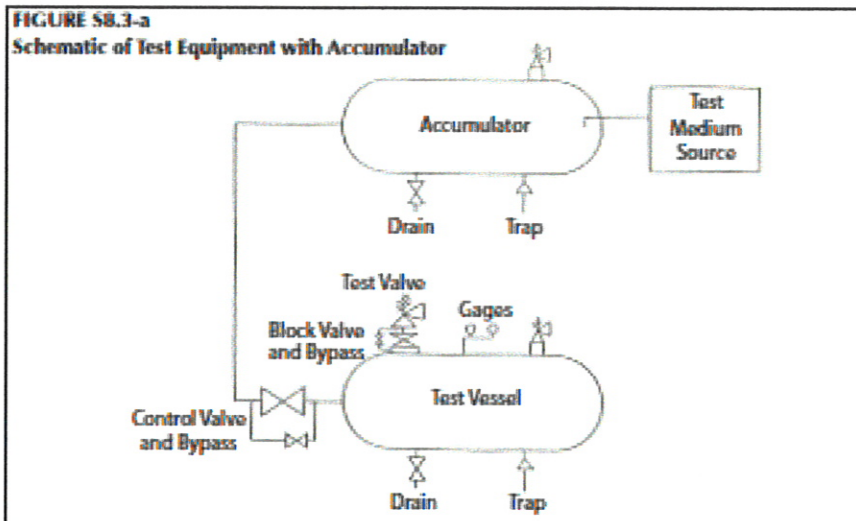 FIGURE S8.3-a
Schematic of Test Equipment with Accumulator
Accumulator
Test
Medium
Source
Drain
Trap
Test Valve
Gages
Block Valve
and Bypass
Test Vessel
Control Valve
and Bypass
Drain
Trap